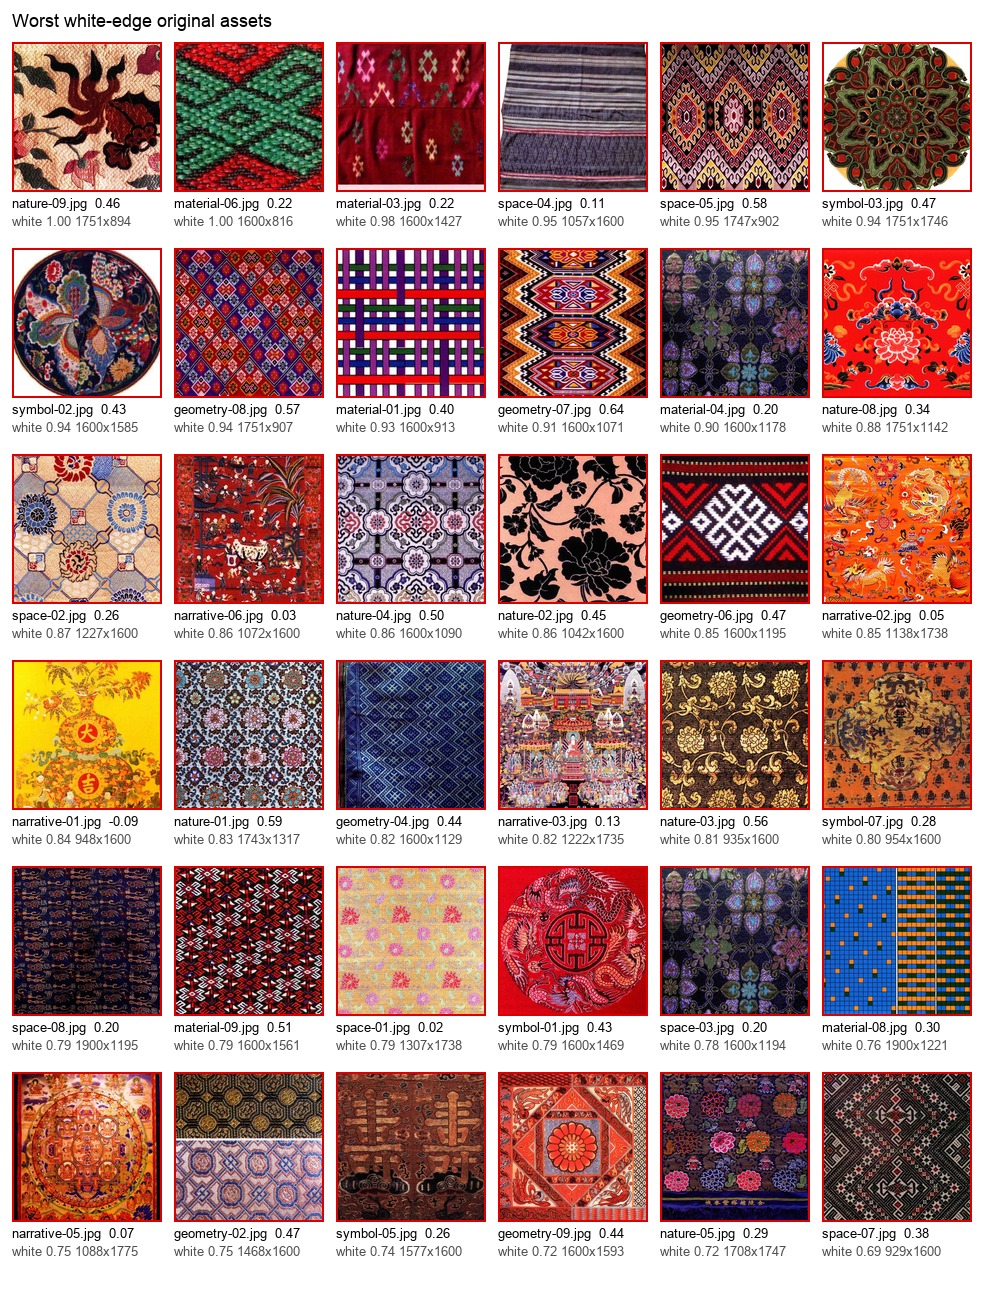 Worst white-edge original assets
nature-09.jpg 0.46
white 1.00 1751x894
material-06.jpg 0.22
white 1.00 1600x816
material-03.jpg 0.22
white 0.98 1600x1427
space-04.jpg 0.11
white 0.95 1057x1600
space-05.jpg 0.58
white 0.95 1747x902
symbol-03.jpg 0.47
white 0.94 1751x1746
symbol-02.jpg 0.43
white 0.94 1600x1585
geometry-08.jpg 0.57
white 0.94 1751x907
material-01.jpg 0.40
white 0.93 1600x913
geometry-07.jpg 0.64
white 0.91 1600x1071
material-04.jpg 0.20
white 0.90 1600x1178
nature-08.jpg 0.34
white 0.88 1751x1142
space-02.jpg 0.26
white 0.87 1227x1600
narrative-06.jpg 0.03
white 0.86 1072x1600
nature-04.jpg 0.50
white 0.86 1600x1090
nature-02.jpg 0.45
white 0.86 1042x1600
geometry-06.jpg 0.47
white 0.85 1600x1195
narrative-02.jpg 0.05
white 0.85 1138x1738
大
吉
narrative-01.jpg -0.09
white 0.84 948x1600
nature-01.jpg 0.59
white 0.83 1743x1317
geometry-04.jpg 0.44
white 0.82 1600x1129
narrative-03.jpg 0.13
white 0.82 1222x1735
nature-03.jpg 0.56
white 0.81 935x1600
symbol-07.jpg 0.28
white 0.80 954x1600
space-08.jpg 0.20
white 0.79 1900x1195
material-09.jpg 0.51
white 0.79 1600x1561
space-01.jpg 0.02
white 0.79 1307x1738
symbol-01.jpg 0.43
white 0.79 1600x1469
space-03.jpg 0.20
white 0.78 1600x1194
material-08.jpg 0.30
white 0.76 1900x1221
narrative-05.jpg 0.07
white 0.75 1088x1775
geometry-02.jpg 0.47
white 0.75 1468x1600
symbol-05.jpg 0.26
white 0.74 1577x1600
geometry-09.jpg 0.44
white 0.72 1600x1593
nature-05.jpg 0.29
white 0.72 1708x1747
space-07.jpg 0.38
white 0.69 929x1600